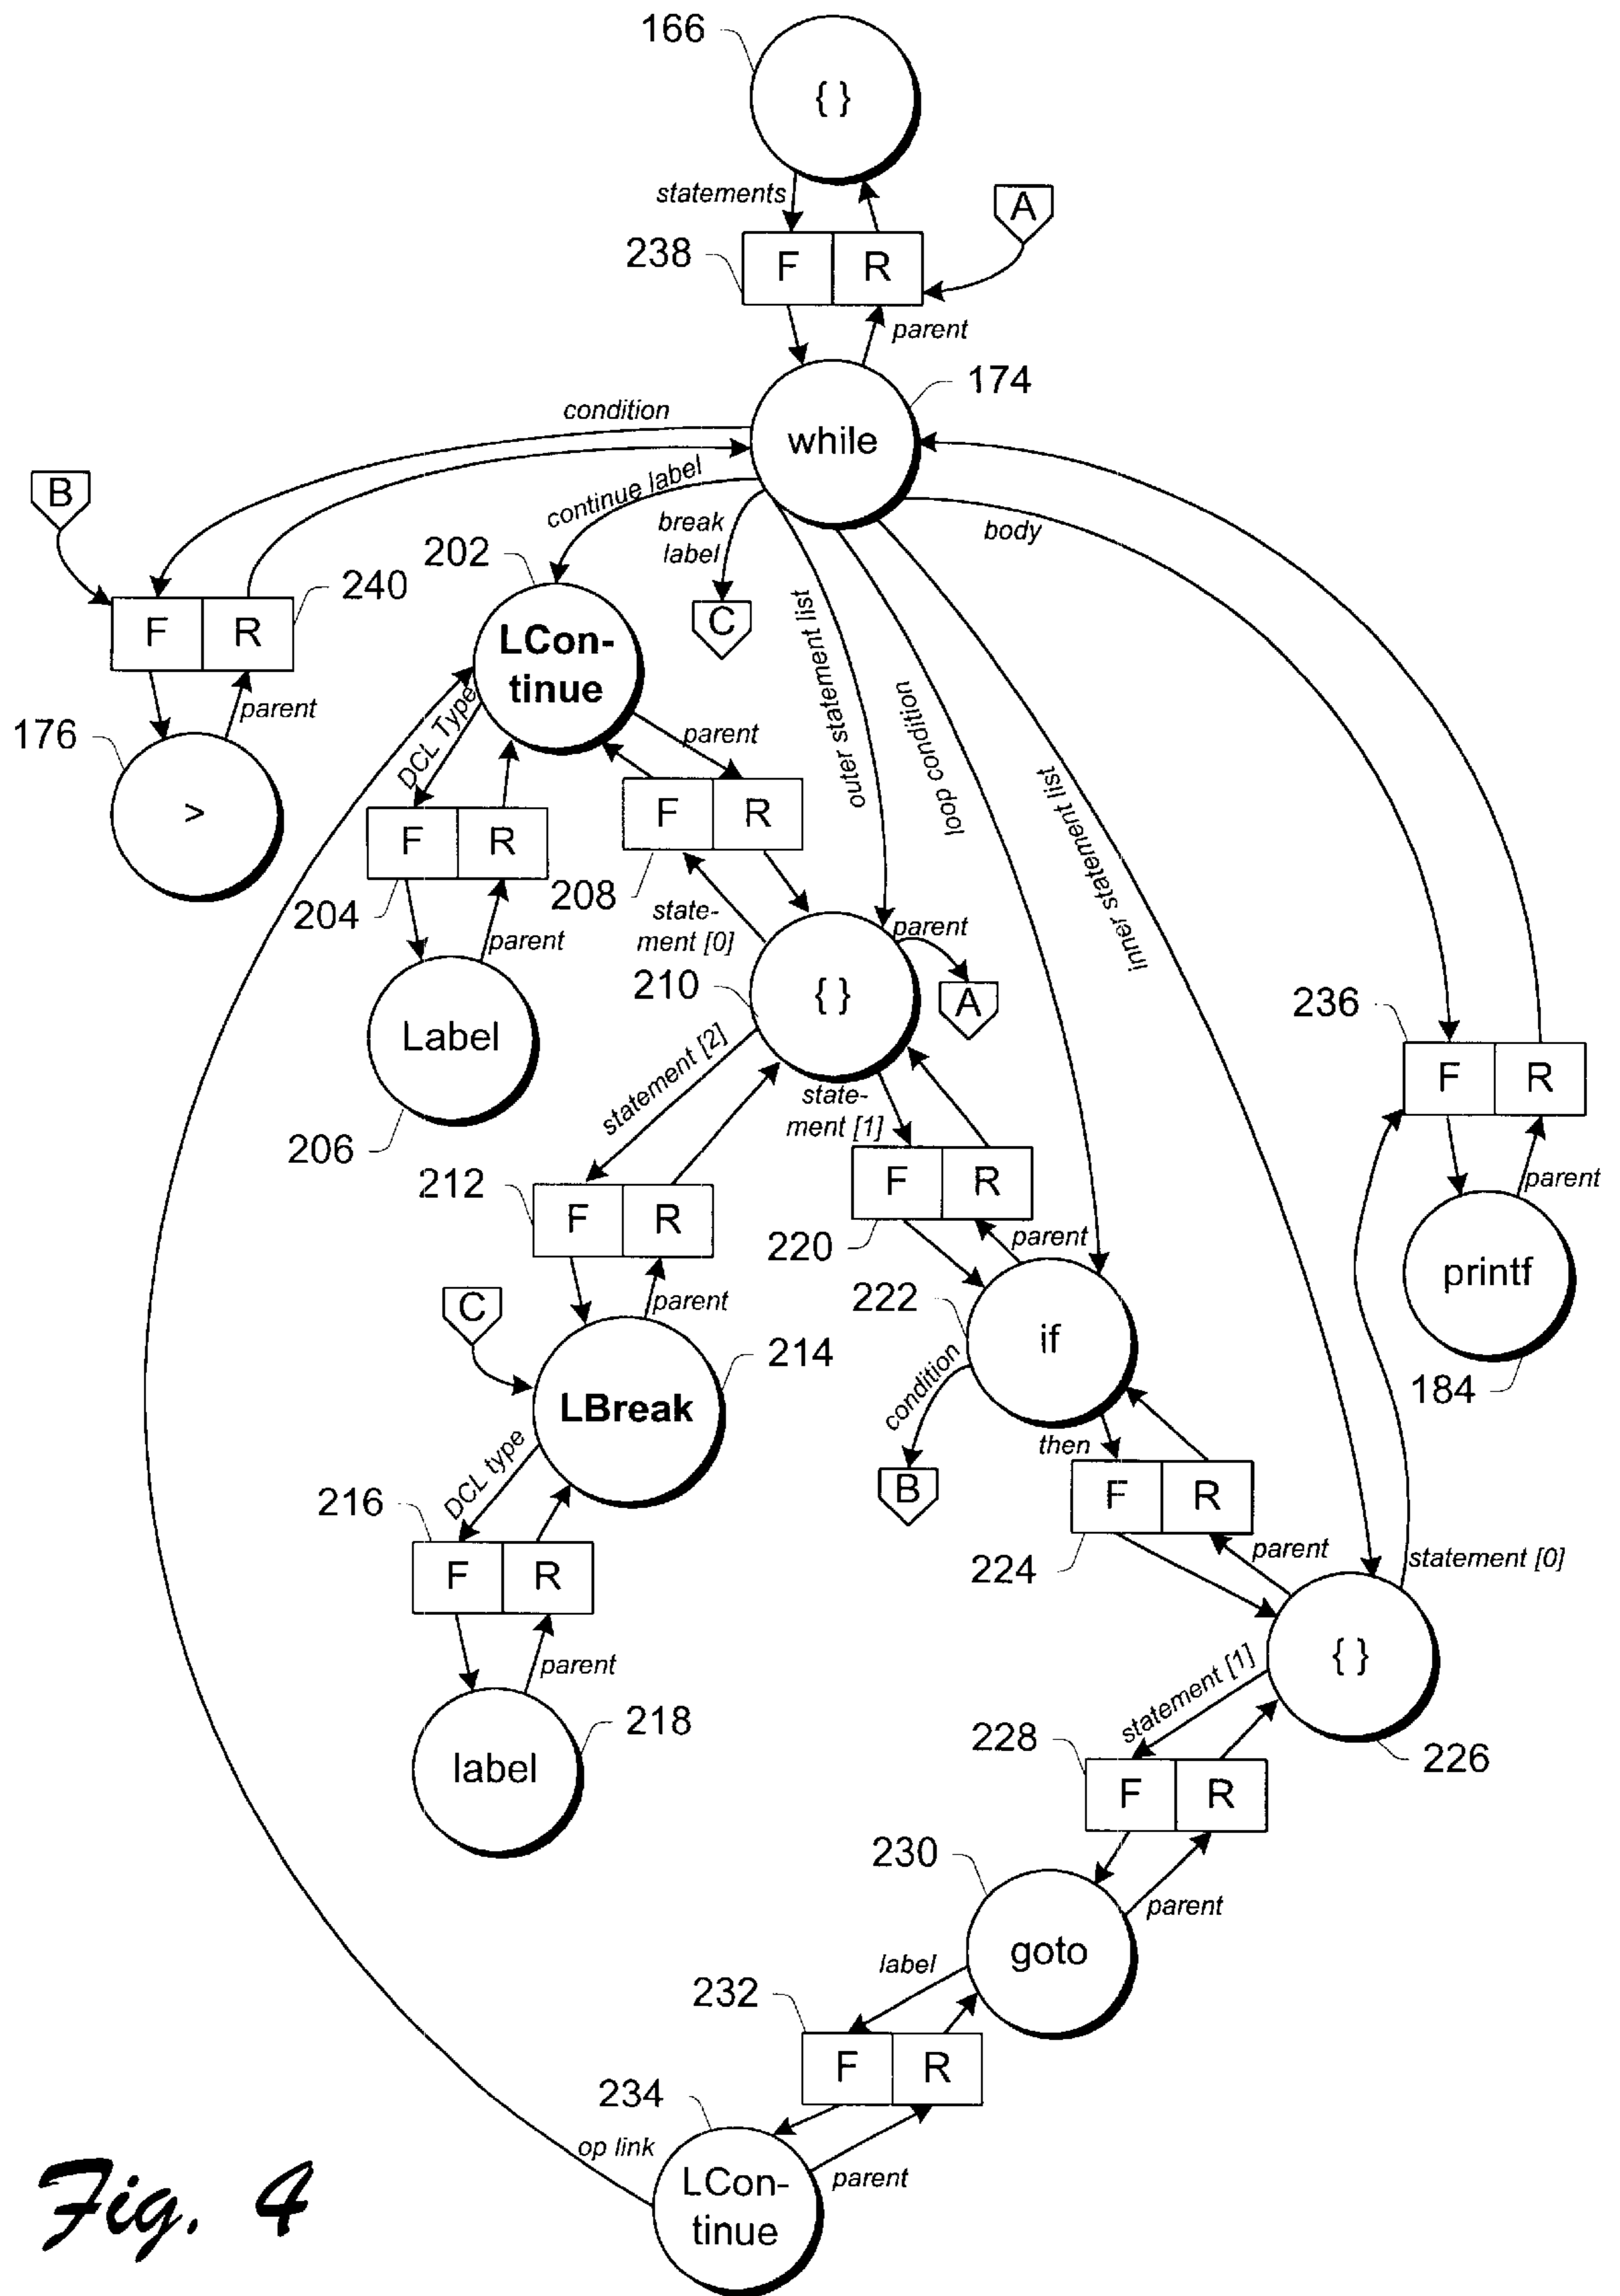 166
{ }
statements
A
238
F R
parent
174
while
condition
B
continue label
break
label
body
202
C
240
F R
LCon-
tinue
outer statement list
loop condition
inner statement list
parent
176
>
DCL Type
parent
F R
208
F R
204
state-
ment [0]
parent
parent
210
{ }
A
Label
206
236
F R
statement [2]
state-
ment [1]
212
F R
220
F R
parent
parent
printf
184
C
parent
222
if
214
LBreak
condition
then
B
DCL type
216
F R
F R
224
parent
statement [0]
{ }
226
parent
218
label
statement [1]
228
F R
230
parent
goto
label
232
F R
234
op link
parent
LCon-
tinue
Fig. 4